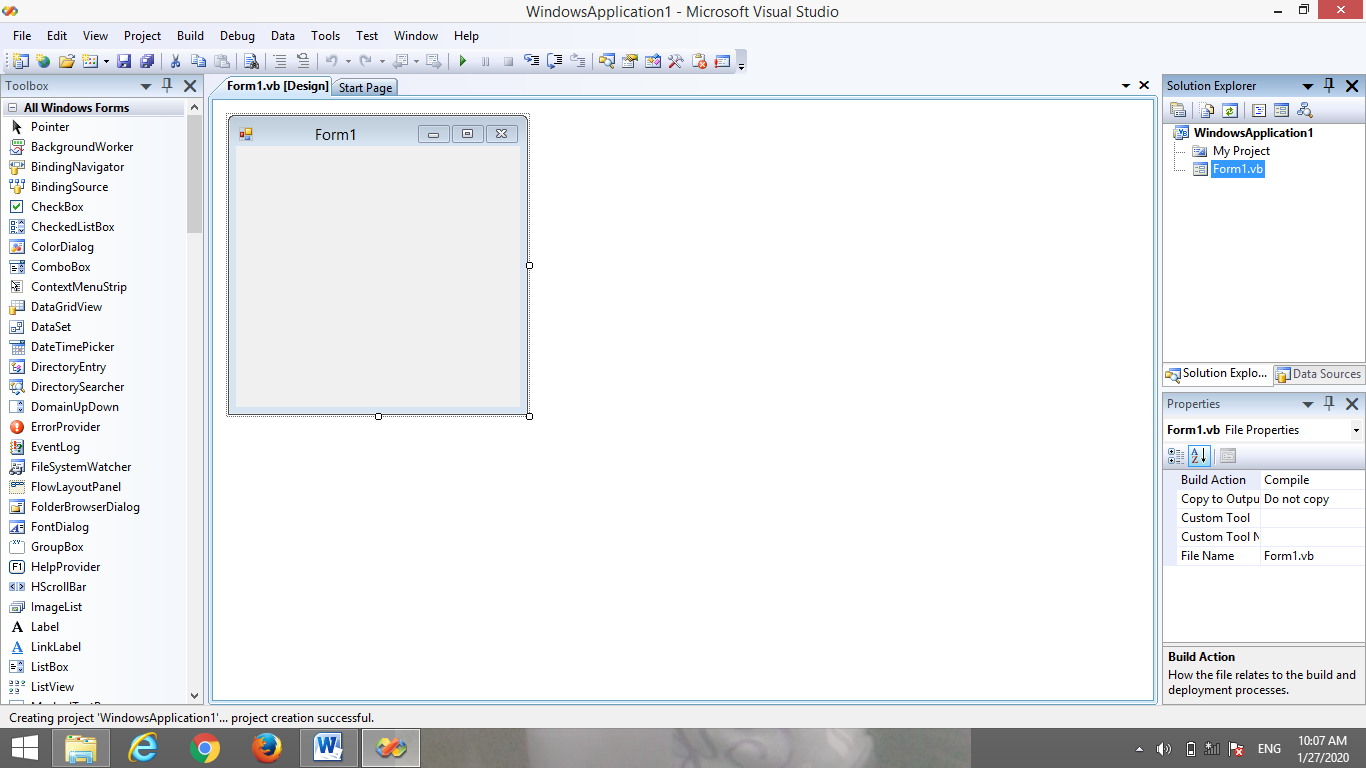 WindowsApplication1 - Microsoft Visual Studio
File Edit View Project Build Debug Data Tools Test Window Help
Toolbox
All Windows Forms
Pointer
BackgroundWorker
BindingNavigator
BindingSource
CheckBox
CheckedListBox
ColorDialog
ComboBox
ContextMenuStrip
DataGridView
DataSet
DateTimePicker
DirectoryEntry
DirectorySearcher
DomainUpDown
ErrorProvider
EventLog
FileSystemWatcher
FlowLayoutPanel
FolderBrowserDialog
FontDialog
GroupBox
HelpProvider
HScrollBar
ImageList
Label
LinkLabel
ListBox
ListView
Form1.vb [Design] Start Page
Form1
Solution Explorer
WindowsApplication1
My Project
Form1.vb
Solution Explo... Data Sources
Properties
Form1.vb File Properties
Build Action Compile
Copy to Outpu Do not copy
Custom Tool
Custom Tool N
File Name Form1.vb
Build Action
How the file relates to the build and
deployment processes.
Creating project 'WindowsApplication1'... project creation successful.
ENG
10:07 AM
1/27/2020